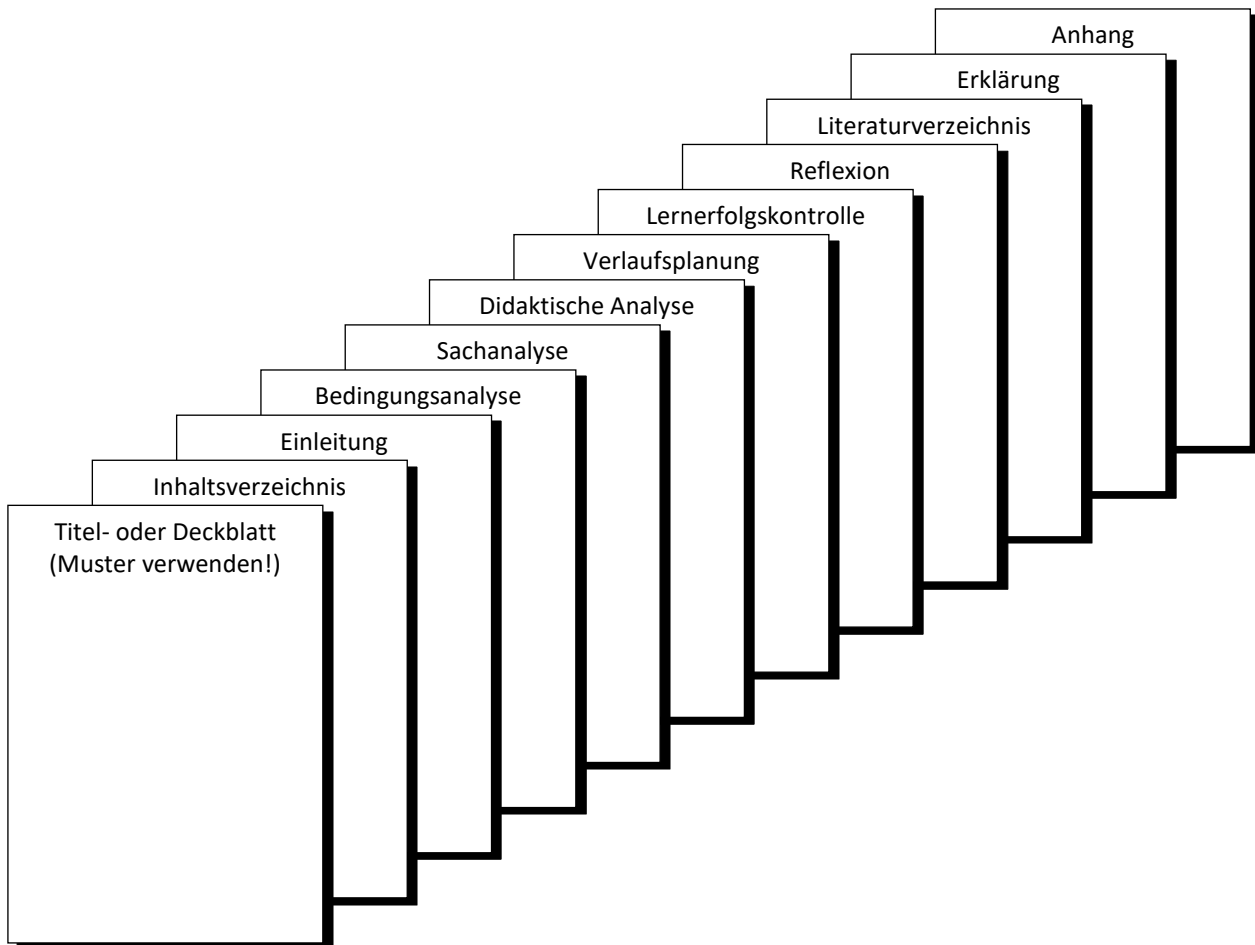 Anhang
Erklärung
Literaturverzeichnis
Reflexion
Lernerfolgskontrolle
Verlaufsplanung
Didaktische Analyse
Sachanalyse
Bedingungsanalyse
Einleitung
Inhaltsverzeichnis
Titel- oder Deckblatt
(Muster verwenden!)